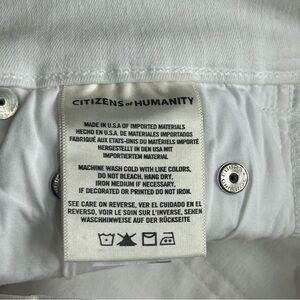 CITIZENS of HUMANITY
MADE IN U.S.A OF IMPORTED MATERIALS
HECHO EN U.S.A. DE MATERIALES IMPORTADOS
FABRIQUÉ AUX ETATS-UNIS DU MATÉRIELS IMPORTÉ
HERGESTELLT IN DEN USA MIT
IMPORTIERTEM MATERIAL
MACHINE WASH COLD WITH LIKE COLORS,
DO NOT BLEACH, HANG DRY,
IRON MEDIUM IF NECESSARY,
IF DECORATED OR PRINTED DO NOT IRON.
SEE CARE ON REVERSE, VER EL CUIDADO EN EL
REVERSO, VOIR LE SOIN SUR L'INVERSE, SEHEN
WASCHHINWEISE AUF DER RÜCKSEITE